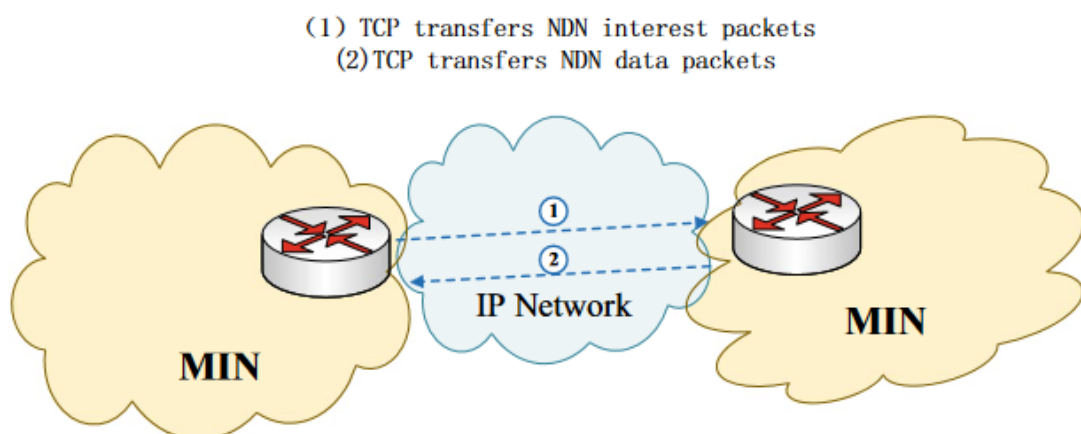 (1) TCP transfers NDN interest packets
(2)TCP transfers NDN data packets
1
2
IP Network
MIN
MIN